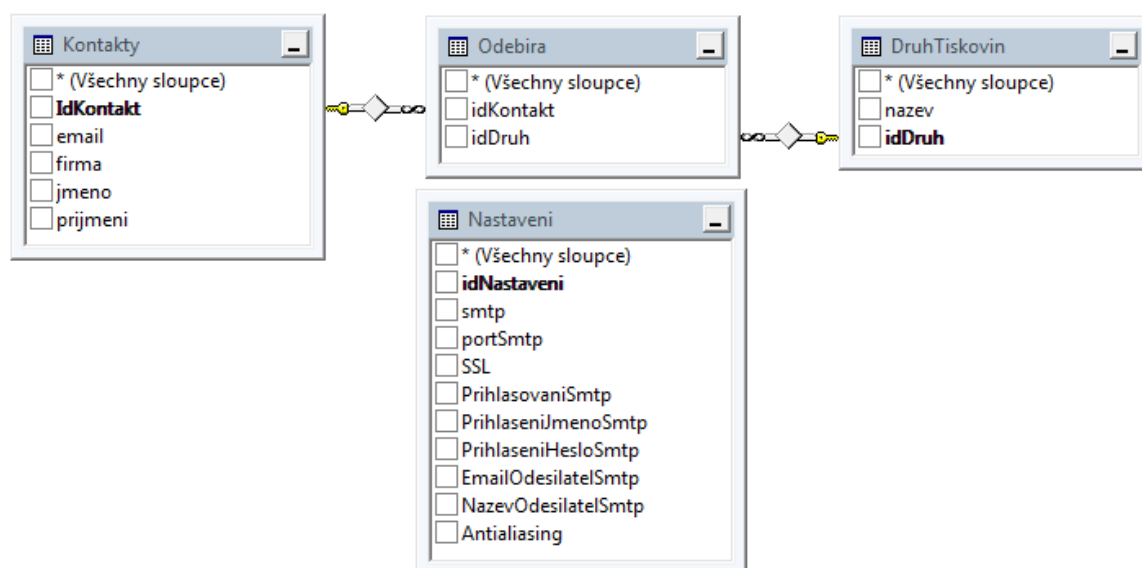 Kontakty
* (Všechny sloupce)
IdKontakt
email
firma
jmeno
prijmeni
Odebira
* (Všechny sloupce)
idKontakt
idDruh
DruhTiskovin
* (Všechny sloupce)
nazev
idDruh
Nastaveni
* (Všechny sloupce)
idNastaveni
smtp
portSmtp
SSL
PrihlasovaniSmtp
PrihlaseniJmenoSmtp
PrihlaseniHesloSmtp
EmailOdesilatelSmtp
NazevOdesilatelSmtp
Antialiasing